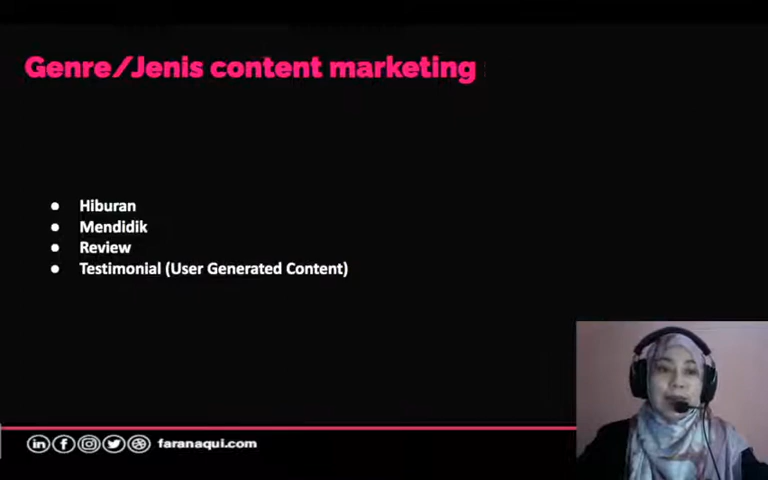 Genre/Jenis content marketing
● Hiburan
● Mendidik
● Review
● Testimonial (User Generated Content)
faranaqui.com